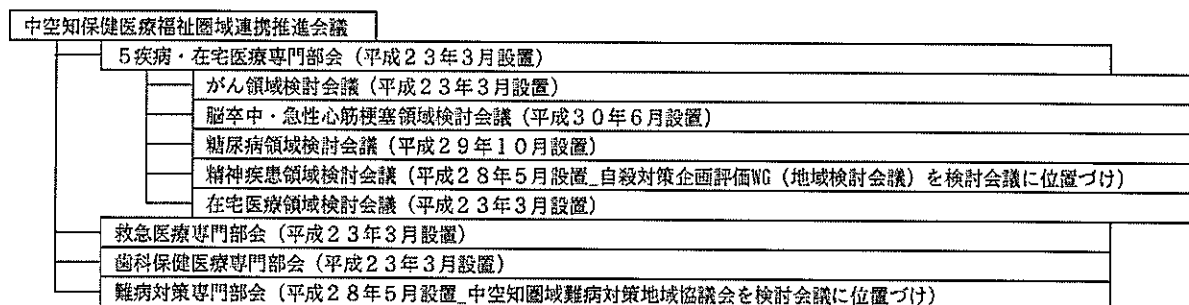 中空知保健医療福祉圏域連携推進会議
5疾病・在宅医療専門部会（平成23年3月設置）
がん領域検討会議（平成23年3月設置）
脳卒中・急性心筋梗塞領域検討会議（平成30年6月設置）
糖尿病領域検討会議（平成29年10月設置）
精神疾患領域検討会議（平成28年5月設置_自殺対策企画評価WG（地域検討会議）を検討会議に位置づけ）
在宅医療領域検討会議（平成23年3月設置）
救急医療専門部会（平成23年3月設置）
歯科保健医療専門部会（平成23年3月設置）
難病対策専門部会（平成28年5月設置_中空知圏域難病対策地域協議会を検討会議に位置づけ）